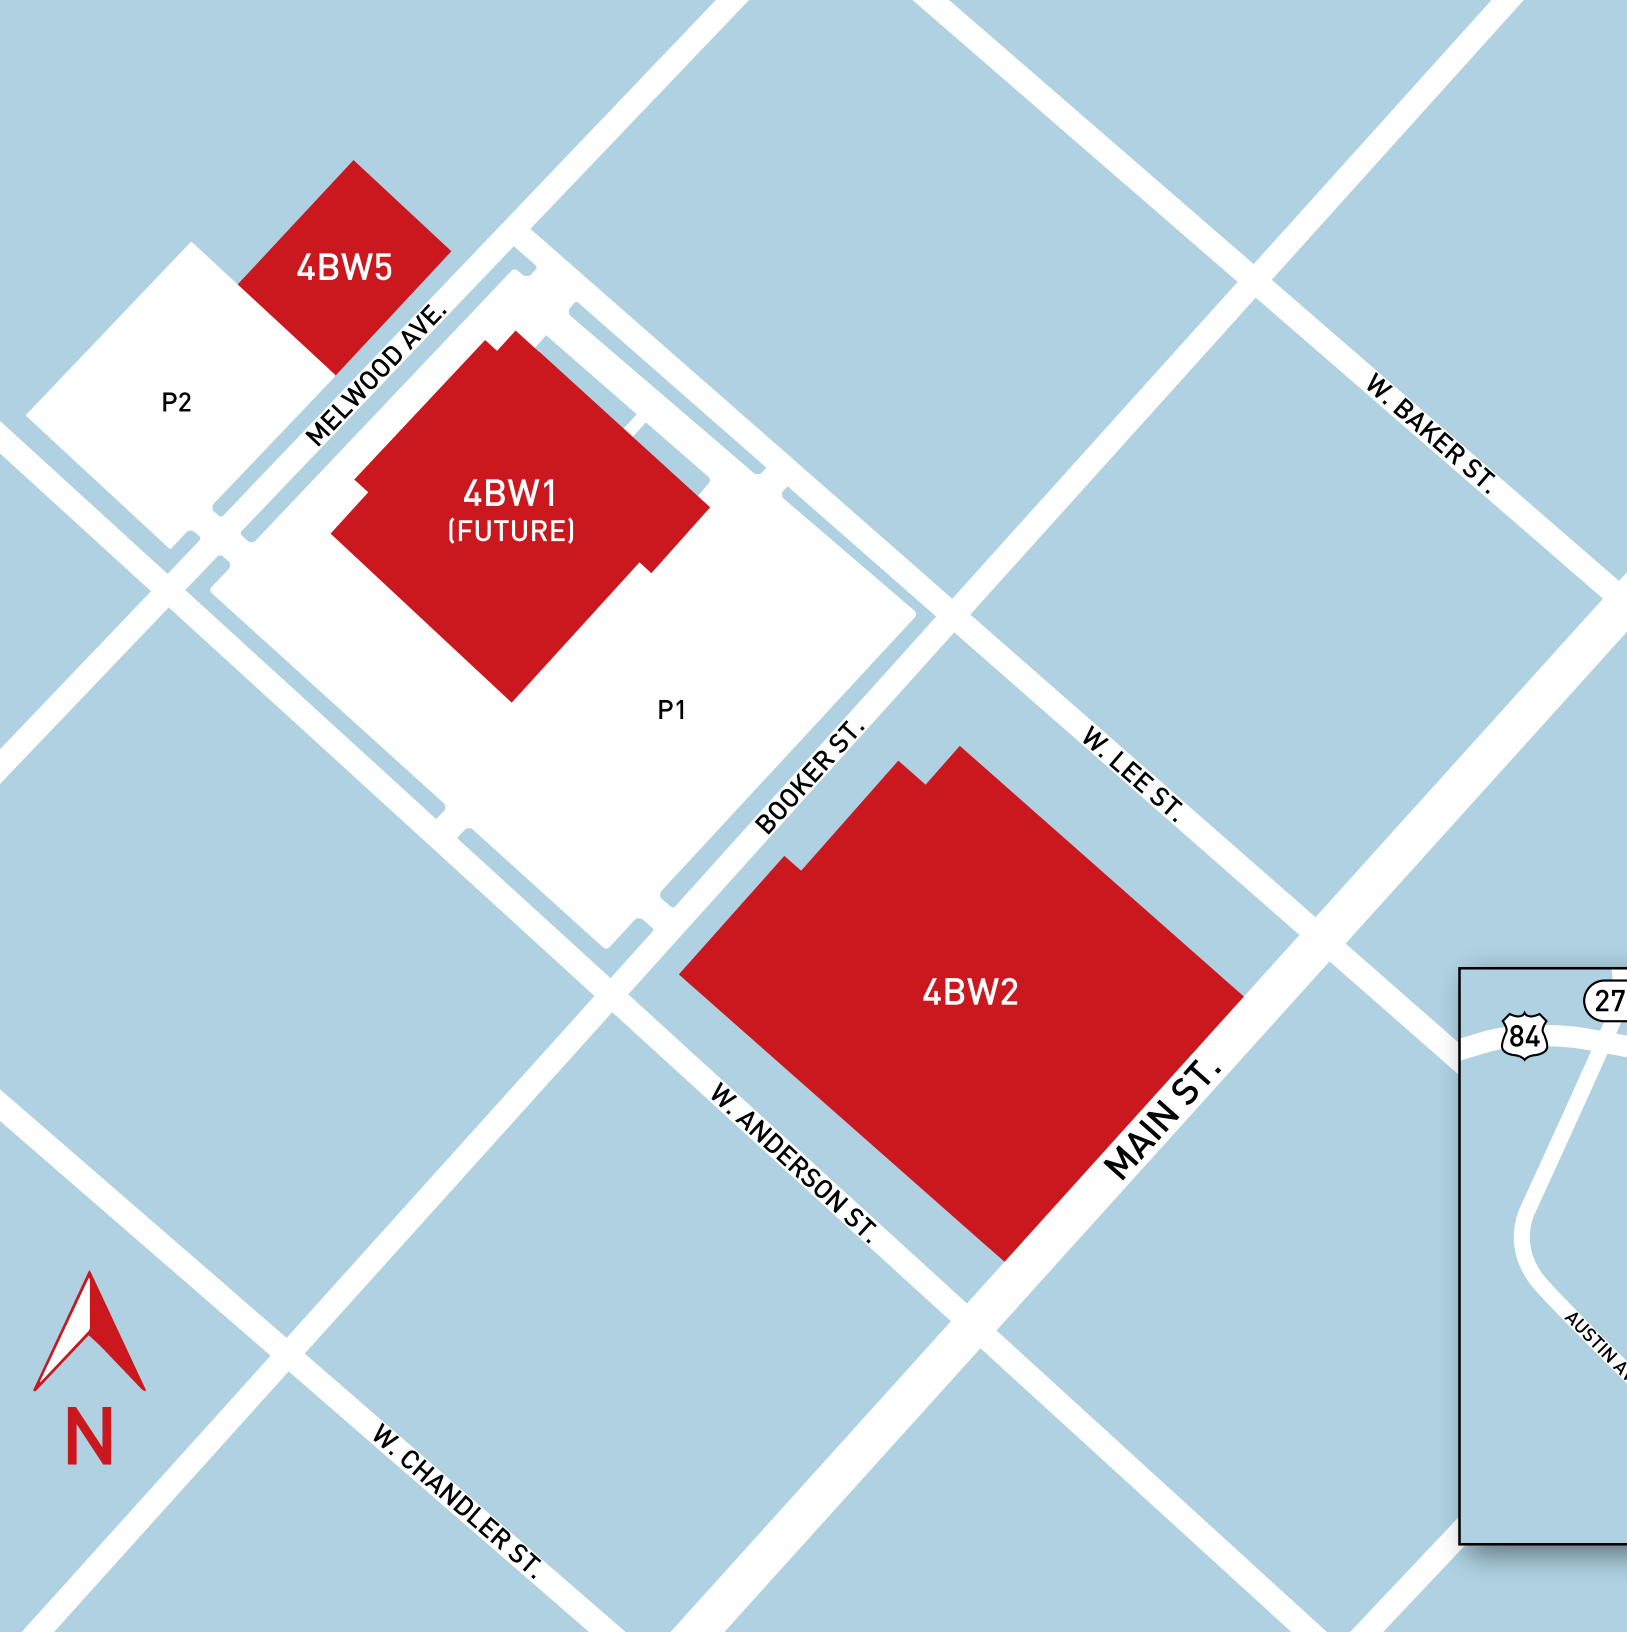 4BW5
MELWOOD AVE.
P2
W. BAKER ST.
4BW1
(FUTURE)
P1
BOOKER ST.
W. LEE ST.
4BW2
27
84
MAIN ST.
W. ANDERSON ST.
AUSTIN
N
W. CHANDLER ST.